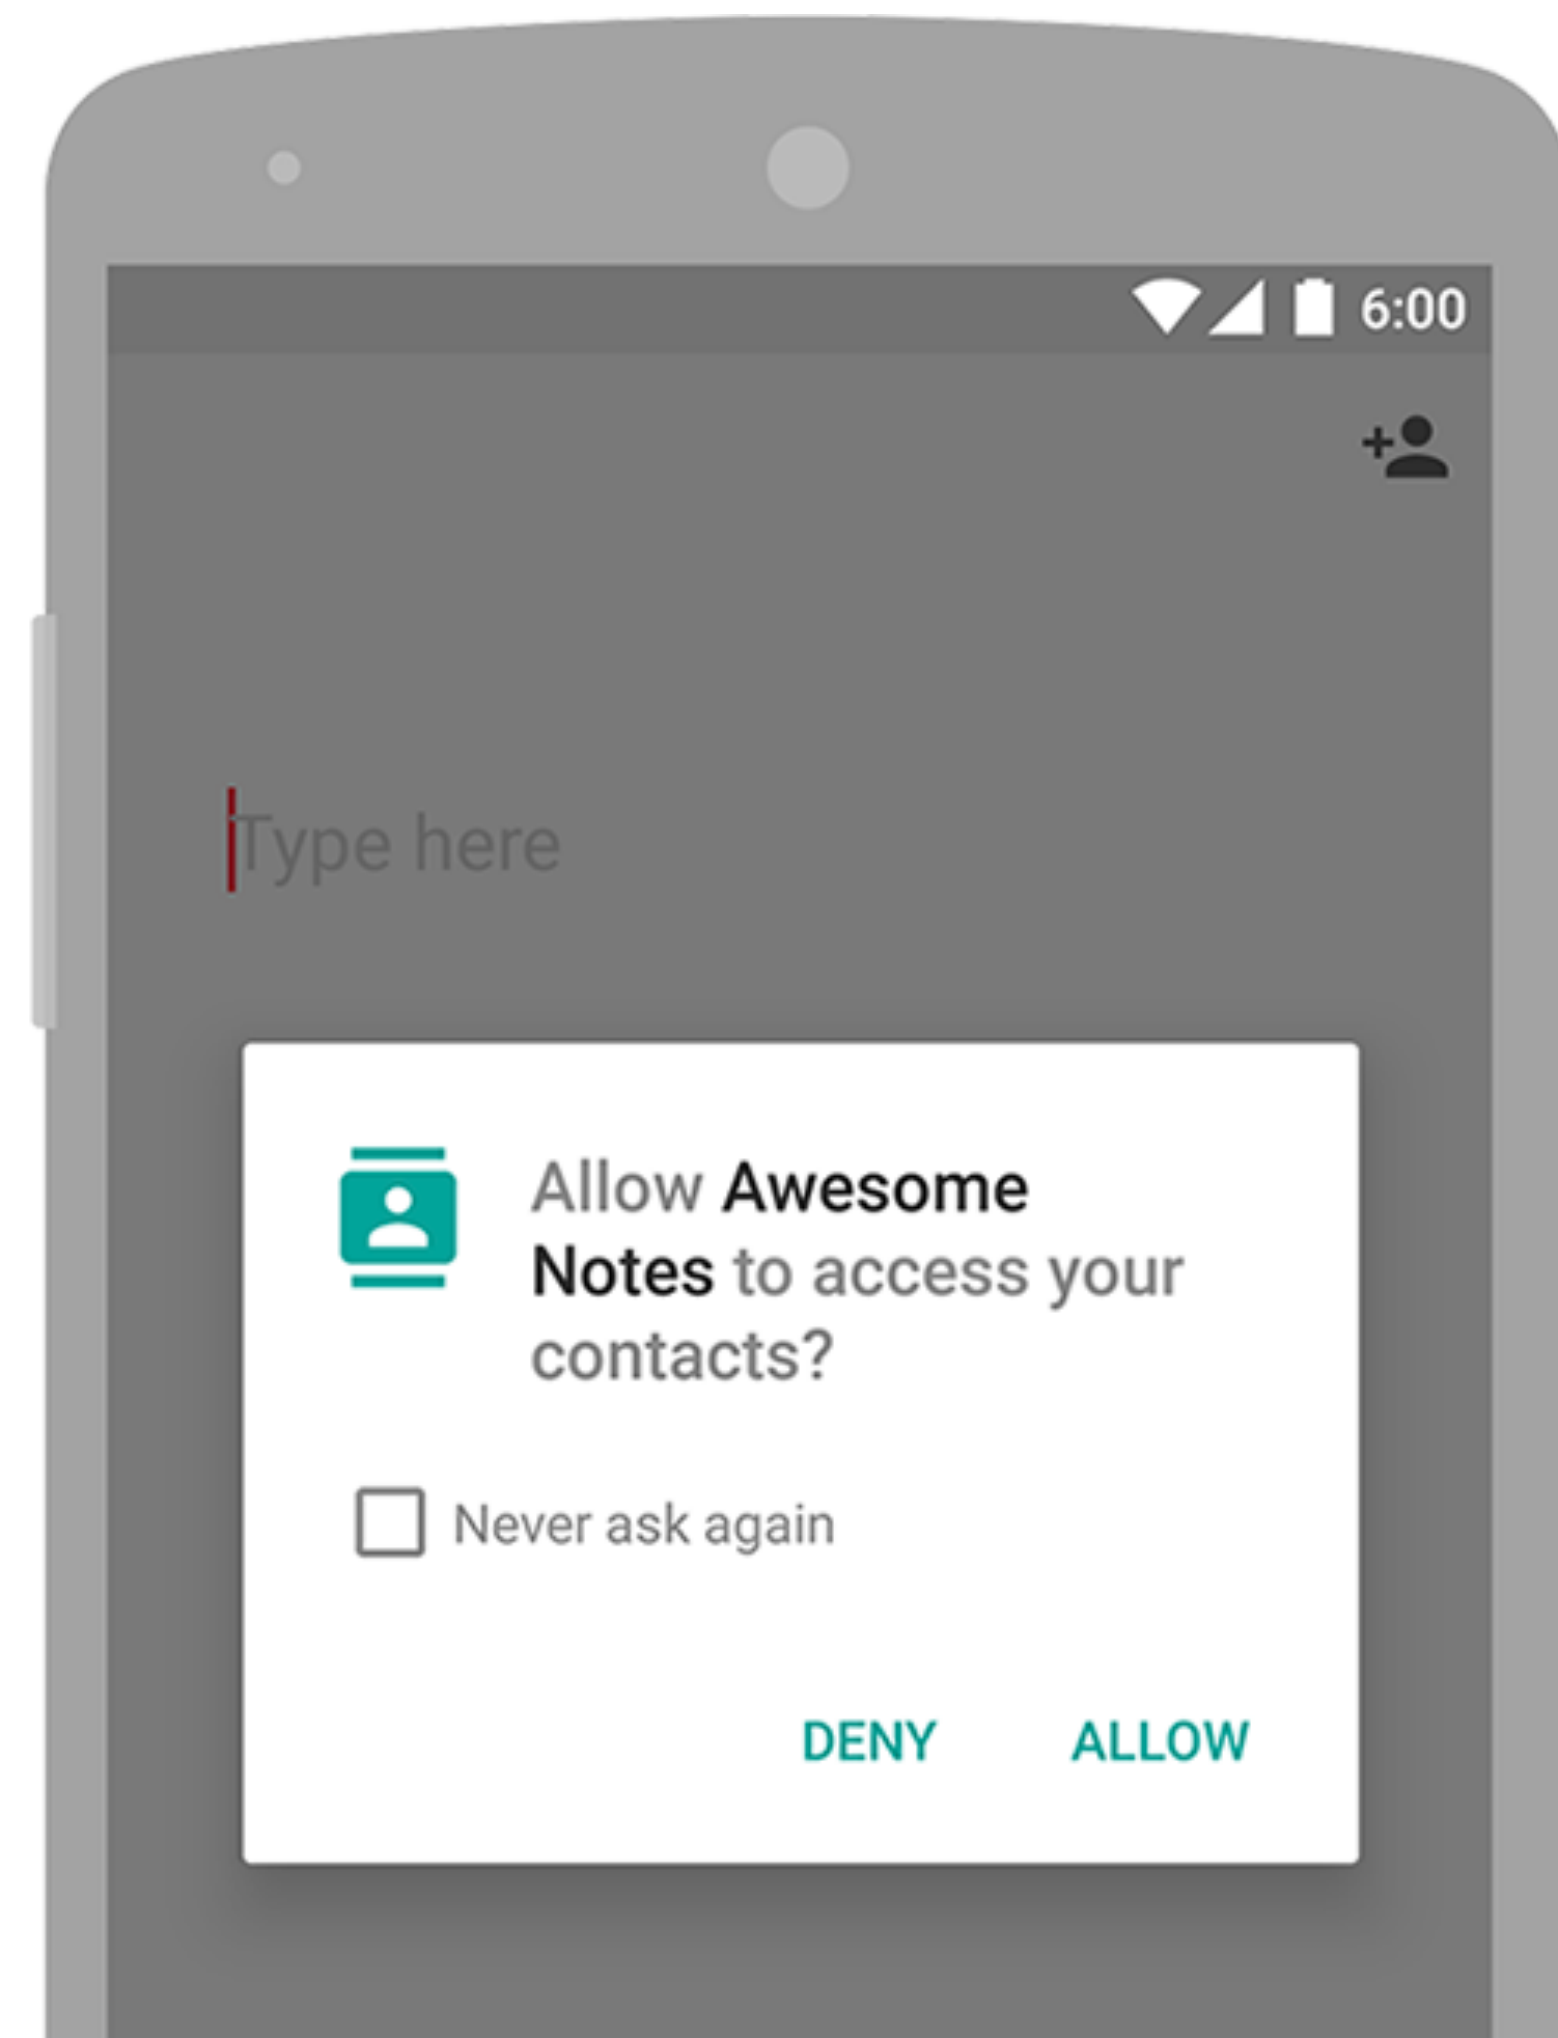 6:00
Type here
Allow Awesome
Notes to access your
contacts?
Never ask again
DENY ALLOW